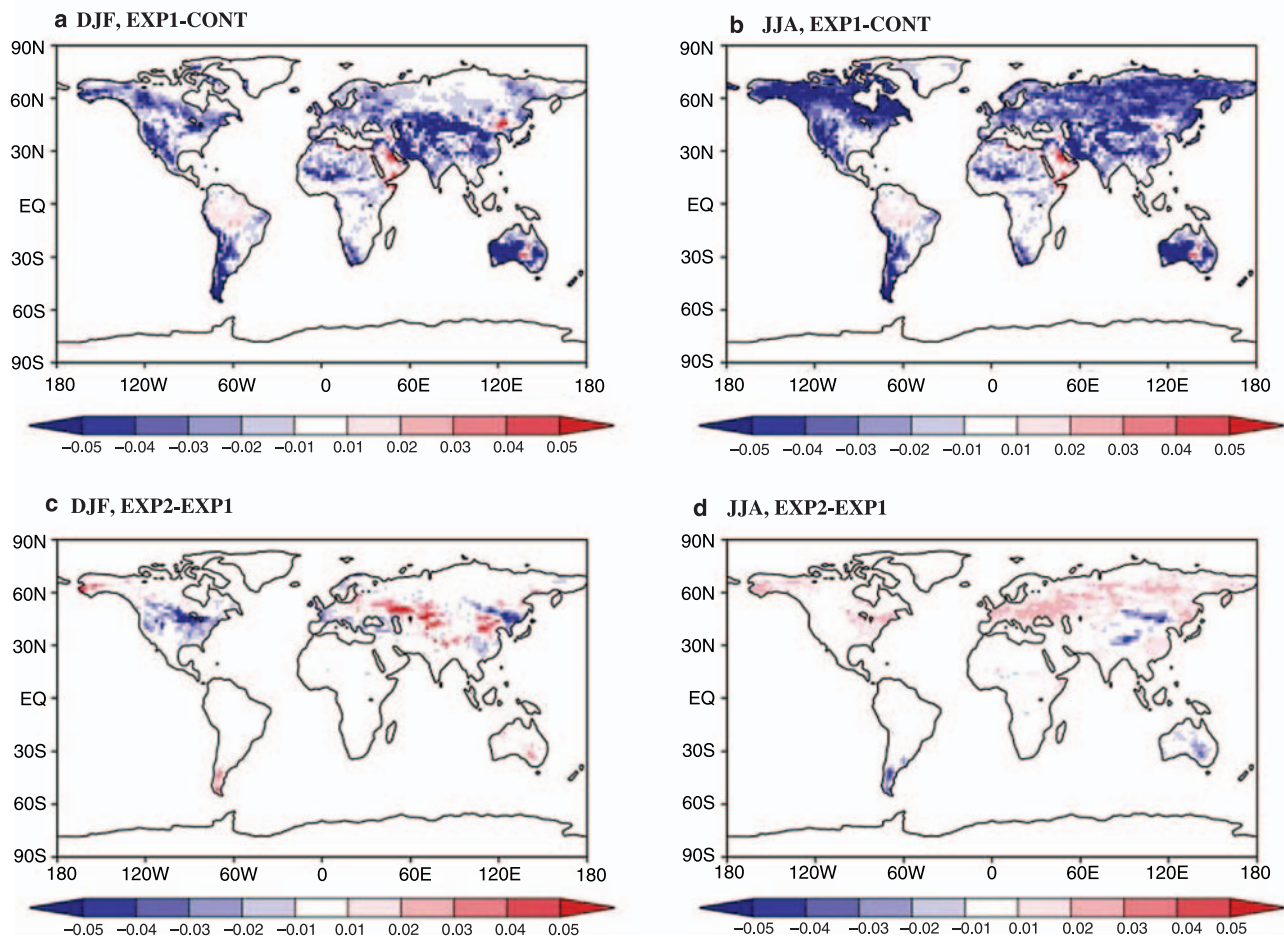 a DJF, EXP1-CONT
90N
60N
30N
EQ
30S
60S
90S
180 120W 60W 0 60E 120E 180
−0.05 −0.04 −0.03 −0.02 −0.01 0.01 0.02 0.03 0.04 0.05
b JJA, EXP1-CONT
90N
60N
30N
EQ
30S
60S
90S
180 120W 60W 0 60E 120E 180
−0.05 −0.04 −0.03 −0.02 −0.01 0.01 0.02 0.03 0.04 0.05
c DJF, EXP2-EXP1
90N
60N
30N
EQ
30S
60S
90S
180 120W 60W 0 60E 120E 180
−0.05 −0.04 −0.03 −0.02 −0.01 0.01 0.02 0.03 0.04 0.05
d JJA, EXP2-EXP1
90N
60N
30N
EQ
30S
60S
90S
180 120W 60W 0 60E 120E 180
−0.05 −0.04 −0.03 −0.02 −0.01 0.01 0.02 0.03 0.04 0.05